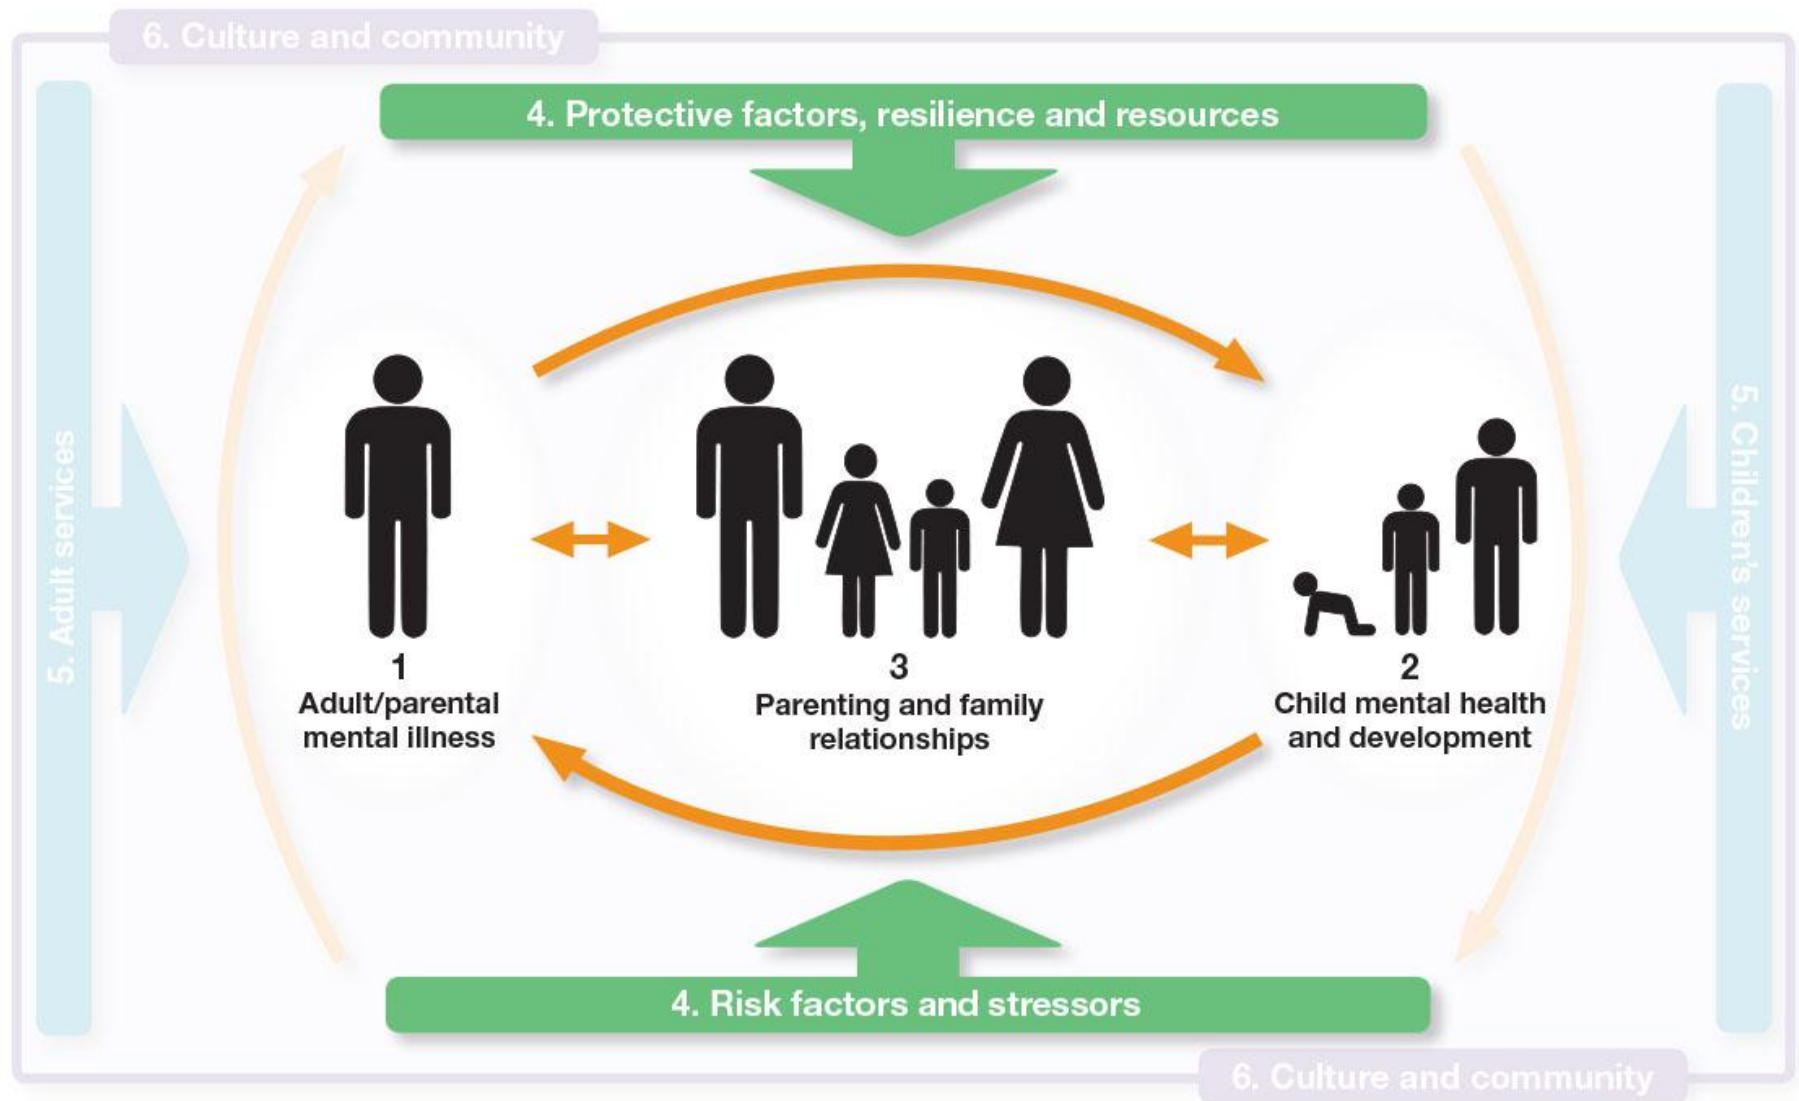 6. Culture and community
4. Protective factors, resilience and resources
5. Adult services
5. Children's services
1
Adult/parental
mental illness
3
Parenting and family
relationships
2
Child mental health
and development
4. Risk factors and stressors
6. Culture and community